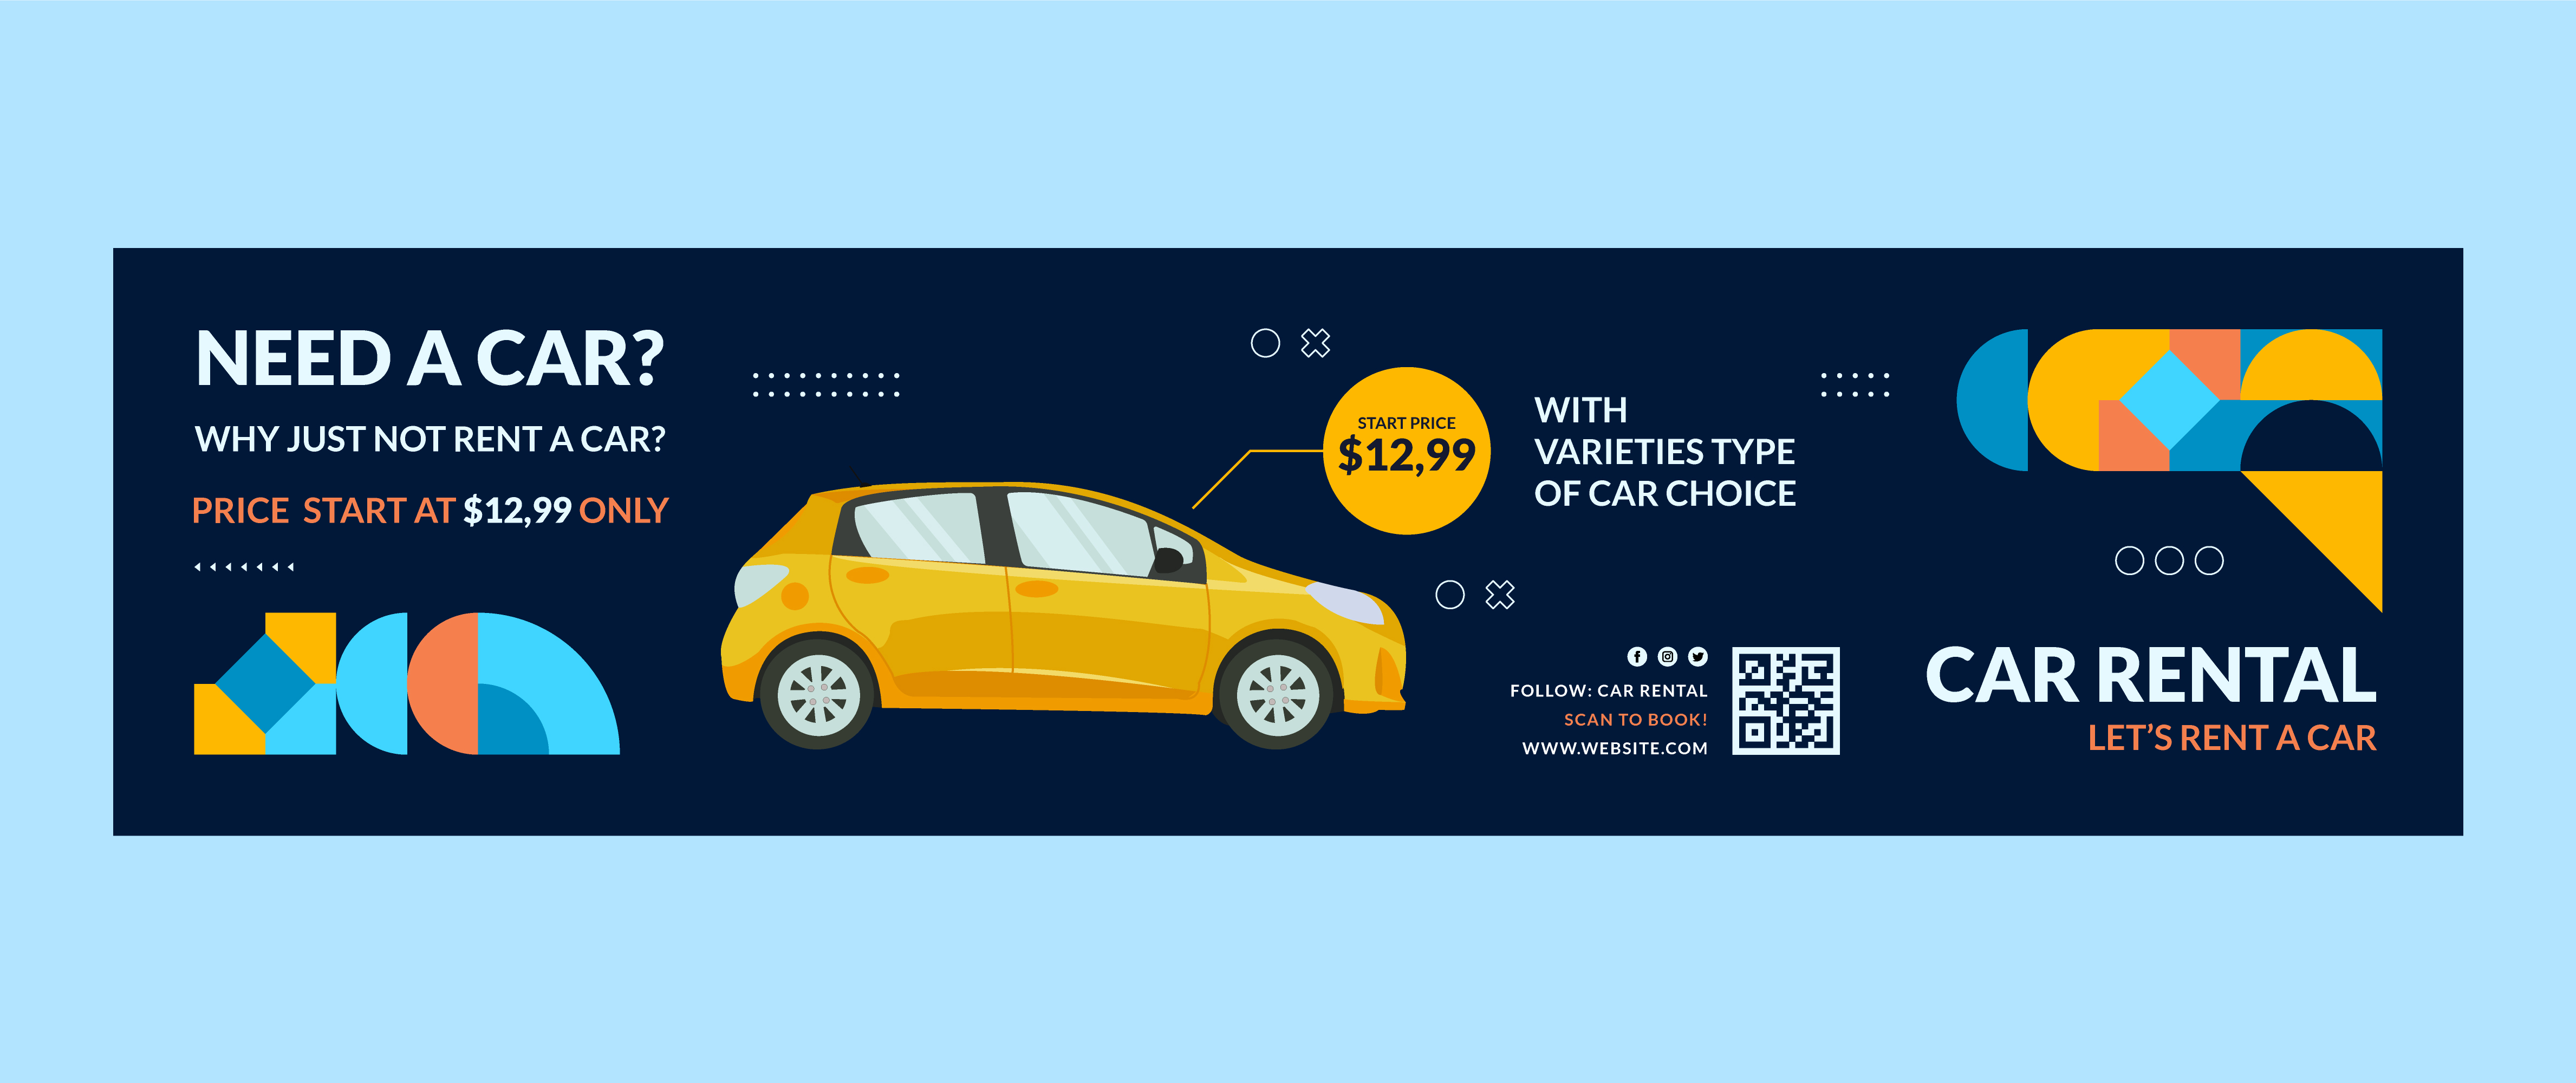 NEED A CAR?
WHY JUST NOT RENT A CAR?
PRICE START AT $12,99 ONLY
START PRICE
$12,99
WITH
VARIETIES TYPE
OF CAR CHOICE
FOLLOW: CAR RENTAL
SCAN TO BOOK!
WWW.WEBSITE.COM
CAR RENTAL
LET'S RENT A CAR